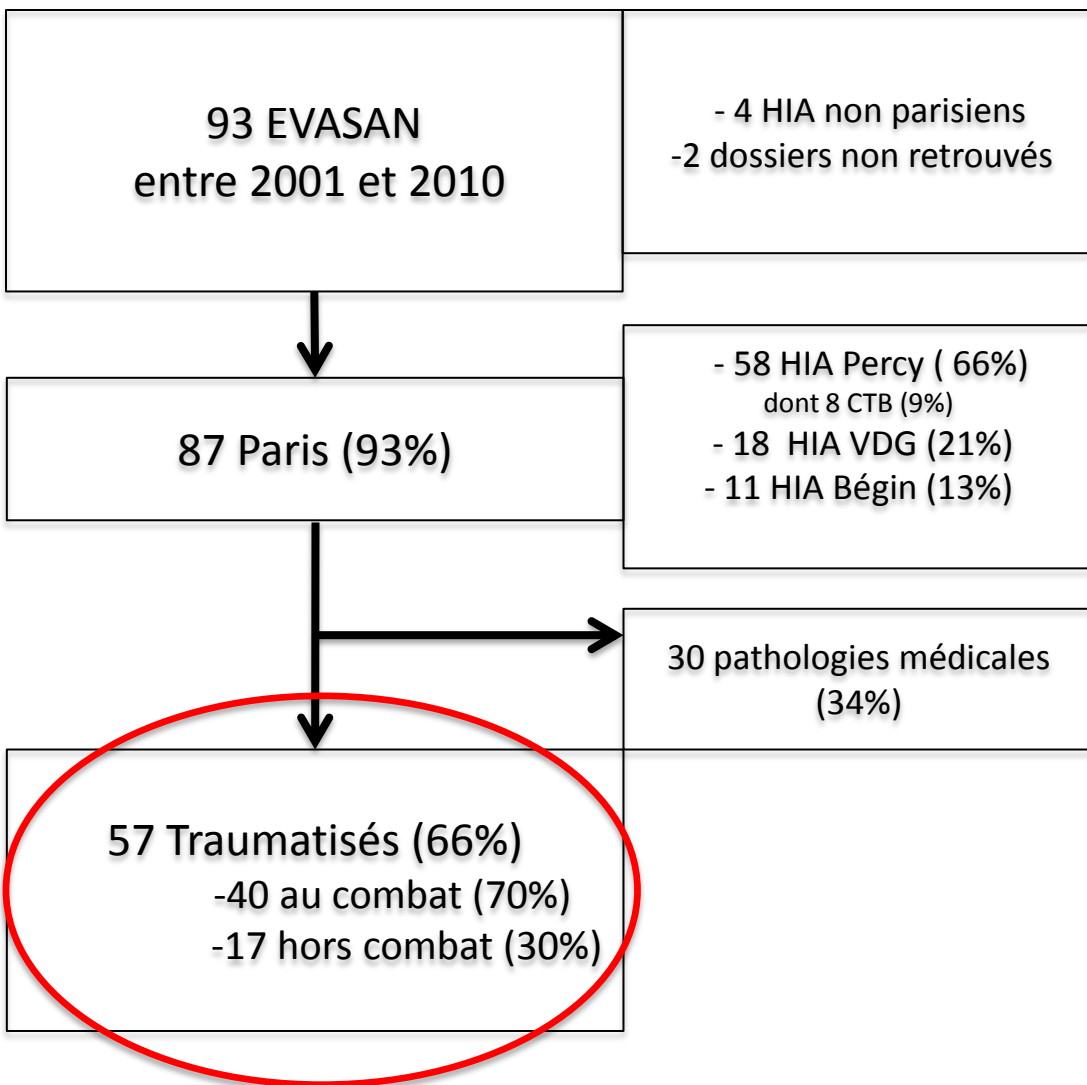 93 EVASAN
entre 2001 et 2010
- 4 HIA non parisiens
-2 dossiers non retrouvés
87 Paris (93%)
- 58 HIA Percy ( 66%)
dont 8 CTB (9%)
- 18 HIA VDG (21%)
- 11 HIA Bégin (13%)
30 pathologies médicales
(34%)
57 Traumatisés (66%)
-40 au combat (70%)
-17 hors combat (30%)